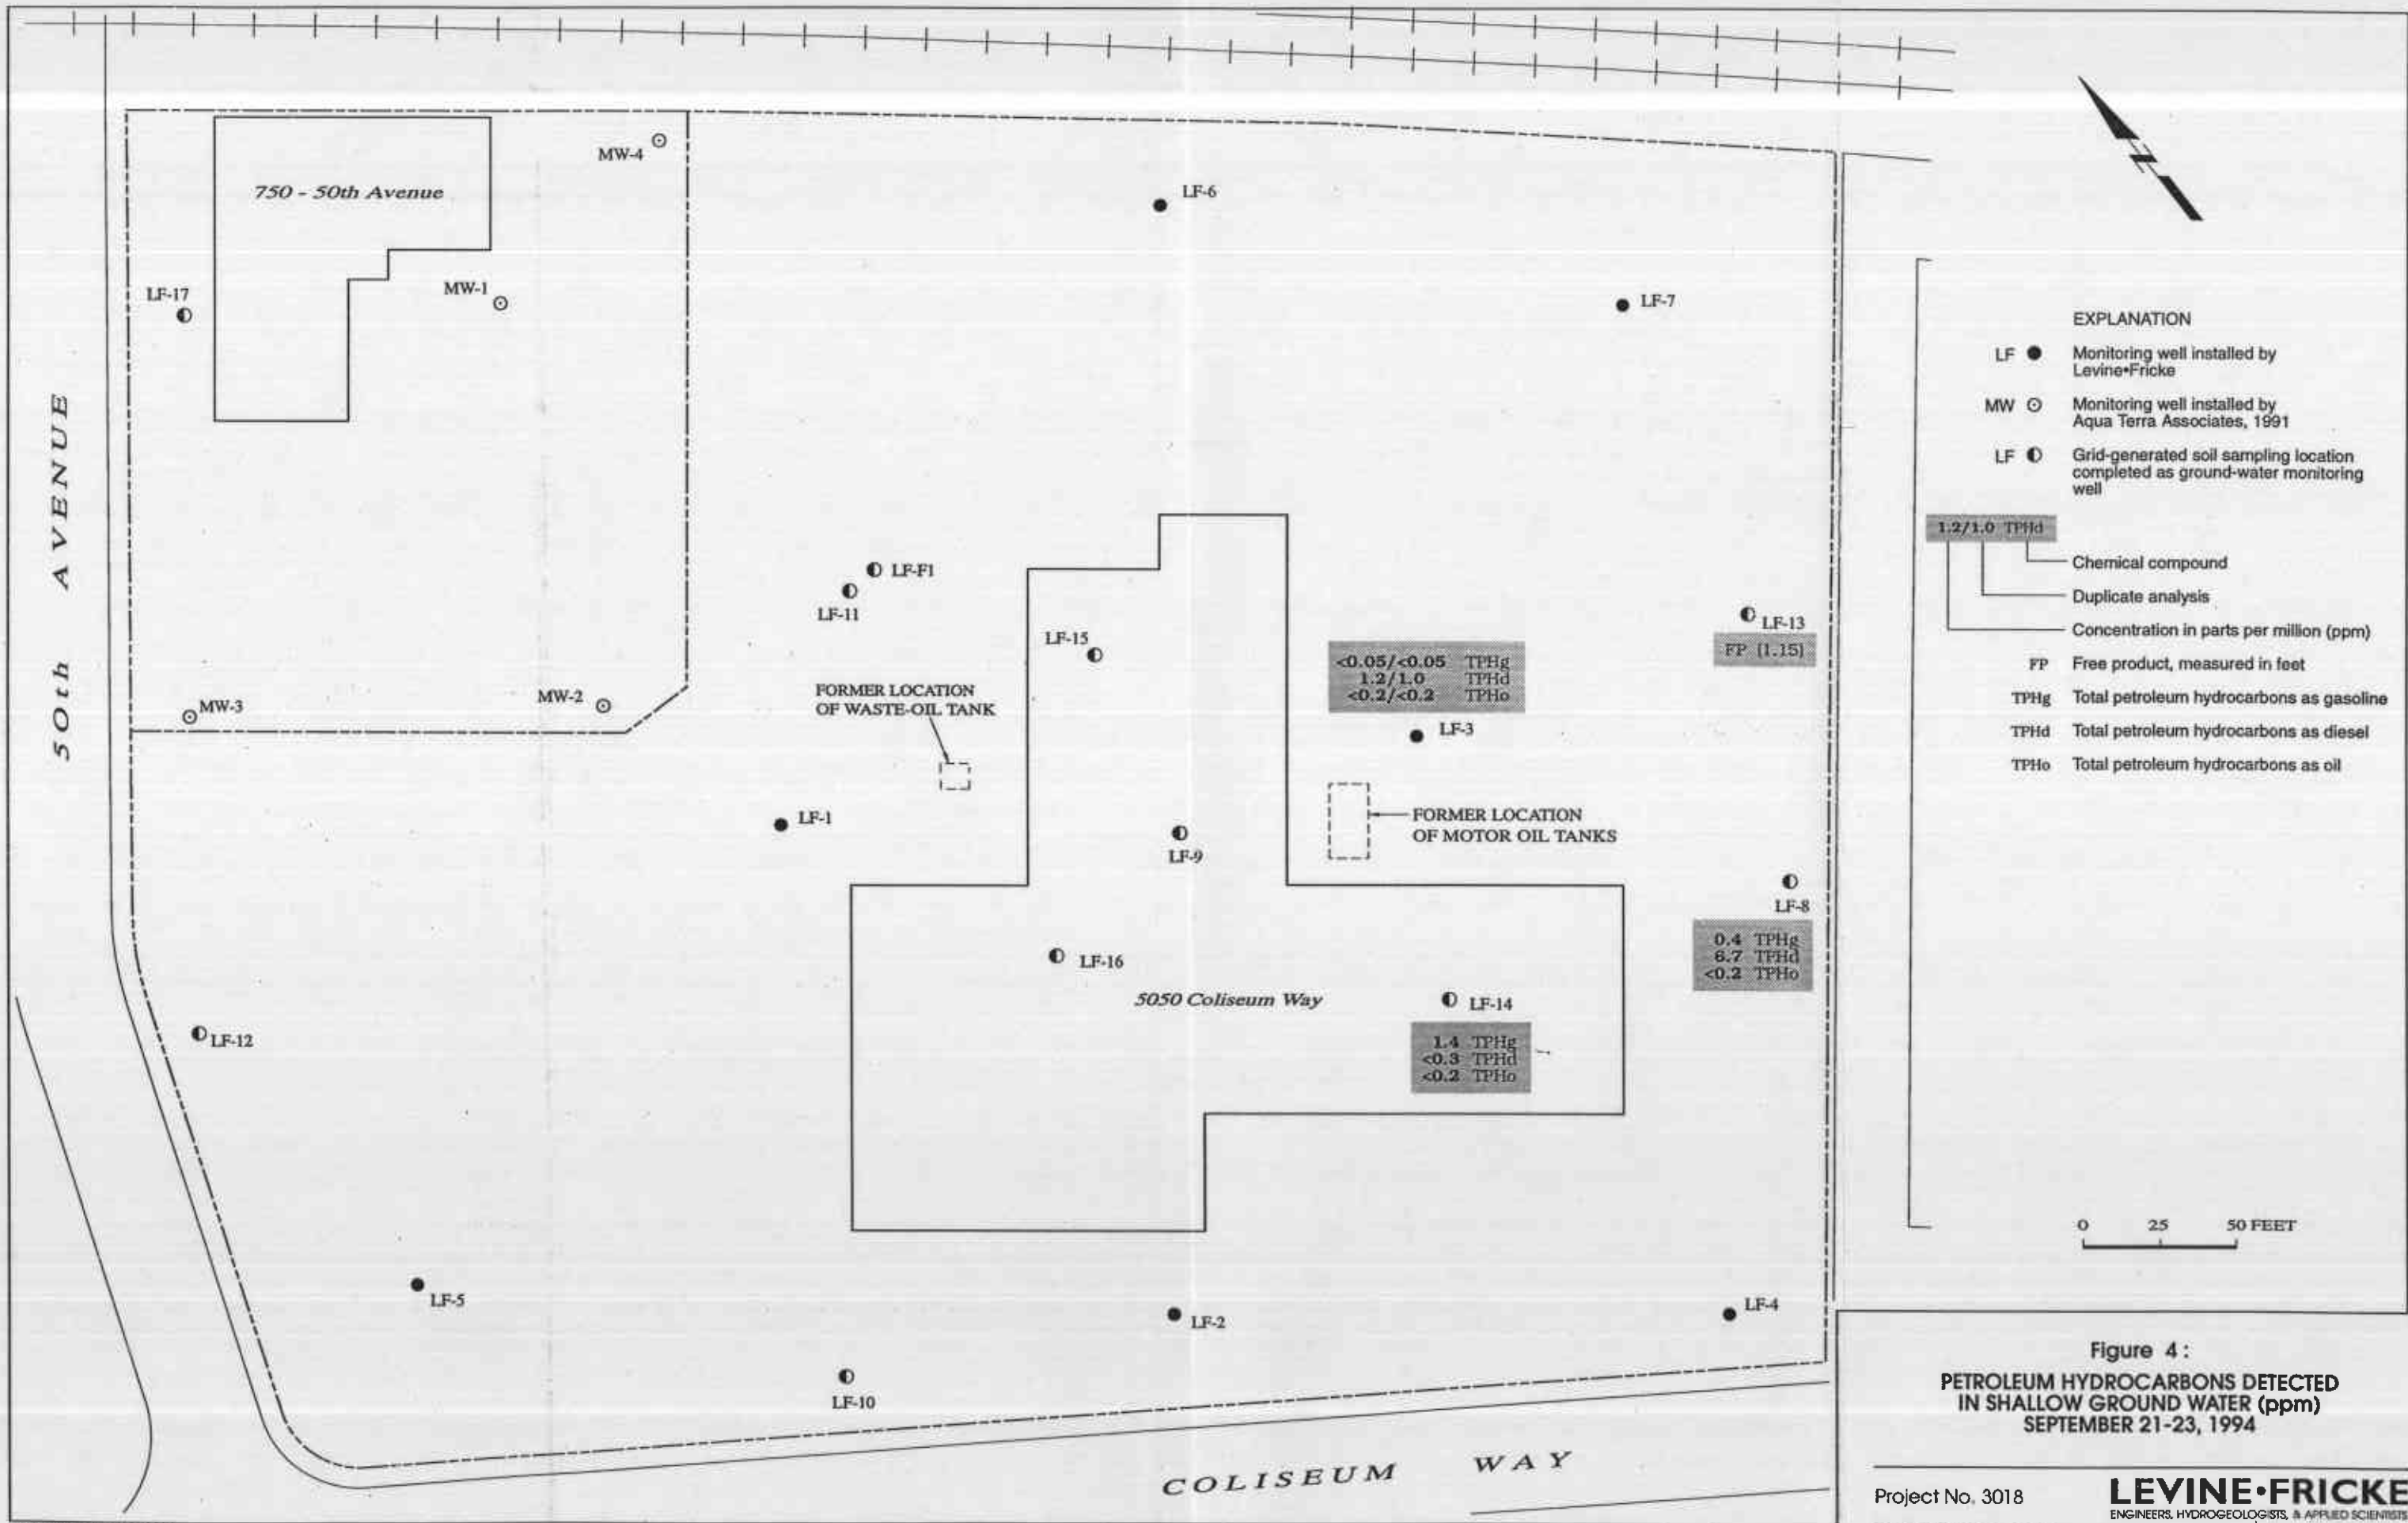 MW-4
750 - 50th Avenue
LF-6
MW-1
LF-17
LF-7
50th AVENUE
LF-F1
LF-11
LF-15
LF-13
FP (1.15)
<0.05/<0.05 TPHg
1.2/1.0 TPHd
<0.2/<0.2 TPHo
LF-3
MW-3
MW-2
FORMER LOCATION
OF WASTE-OIL TANK
LF-1
LF-9
FORMER LOCATION
OF MOTOR OIL TANKS
LF-8
0.4 TPHg
6.7 TPHd
<0.2 TPHo
LF-16
5050 Coliseum Way
LF-14
1.4 TPHg
<0.3 TPHd
<0.2 TPHo
LF-12
LF-5
LF-2
LF-4
LF-10
COLISEUM WAY
EXPLANATION
LF Monitoring well installed by
Levine•Fricke
MW Monitoring well installed by
Aqua Terra Associates, 1991
LF Grid-generated soil sampling location
completed as ground-water monitoring
well
1.2/1.0 TPHd
Chemical compound
Duplicate analysis
Concentration in parts per million (ppm)
FP Free product, measured in feet
TPHg Total petroleum hydrocarbons as gasoline
TPHd Total petroleum hydrocarbons as diesel
TPHo Total petroleum hydrocarbons as oil
0 25 50 FEET
Figure 4 :
PETROLEUM HYDROCARBONS DETECTED
IN SHALLOW GROUND WATER (ppm)
SEPTEMBER 21-23, 1994
Project No. 3018
LEVINE•FRICKE
ENGINEERS, HYDROGEOLOGISTS, & APPLIED SCIENTISTS